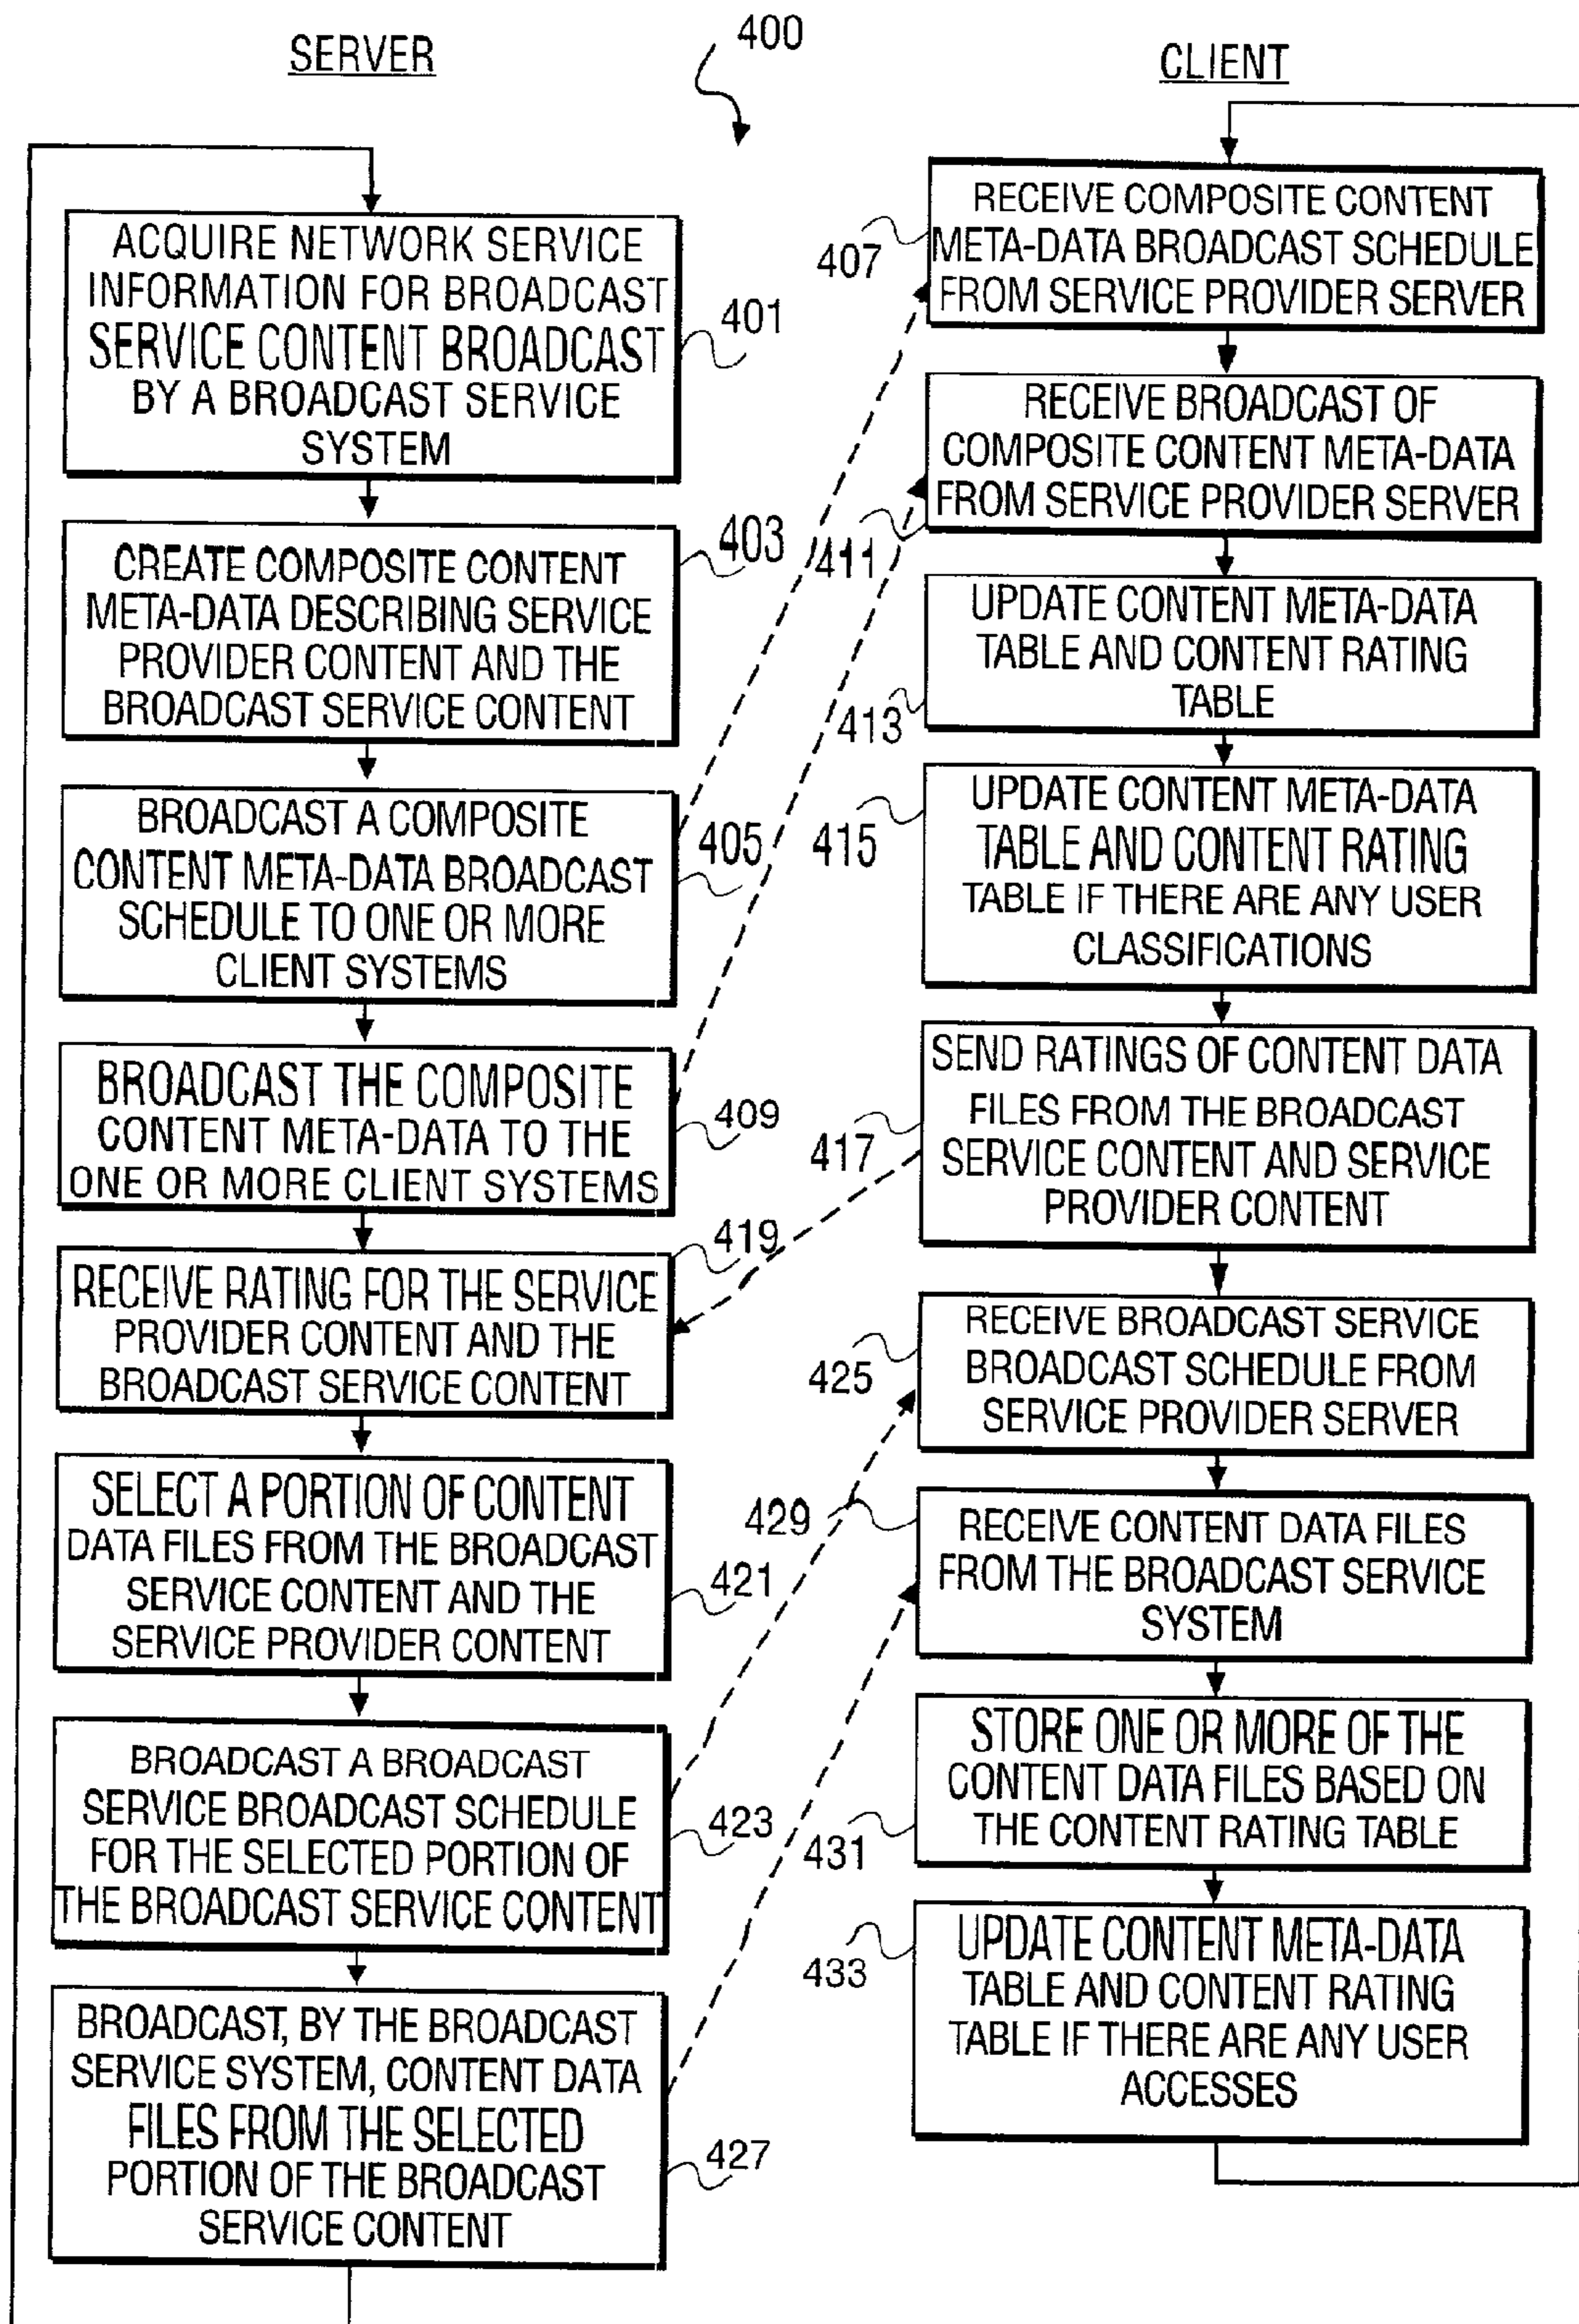 SERVER
400
CLIENT
ACQUIRE NETWORK SERVICE
INFORMATION FOR BROADCAST
SERVICE CONTENT BROADCAST
BY A BROADCAST SERVICE
SYSTEM
401
CREATE COMPOSITE CONTENT
META-DATA DESCRIBING SERVICE
PROVIDER CONTENT AND THE
BROADCAST SERVICE CONTENT
403
BROADCAST A COMPOSITE
CONTENT META-DATA BROADCAST
SCHEDULE TO ONE OR MORE
CLIENT SYSTEMS
405
BROADCAST THE COMPOSITE
CONTENT META-DATA TO THE
ONE OR MORE CLIENT SYSTEMS
409
RECEIVE RATING FOR THE SERVICE
PROVIDER CONTENT AND THE
BROADCAST SERVICE CONTENT
419
SELECT A PORTION OF CONTENT
DATA FILES FROM THE BROADCAST
SERVICE CONTENT AND THE
SERVICE PROVIDER CONTENT
421
BROADCAST A BROADCAST
SERVICE BROADCAST SCHEDULE
FOR THE SELECTED PORTION OF
THE BROADCAST SERVICE CONTENT
423
BROADCAST, BY THE BROADCAST
SERVICE SYSTEM, CONTENT DATA
FILES FROM THE SELECTED
PORTION OF THE BROADCAST
SERVICE CONTENT
427
RECEIVE COMPOSITE CONTENT
META-DATA BROADCAST SCHEDULE
FROM SERVICE PROVIDER SERVER
407
RECEIVE BROADCAST OF
COMPOSITE CONTENT META-DATA
FROM SERVICE PROVIDER SERVER
411
UPDATE CONTENT META-DATA
TABLE AND CONTENT RATING
TABLE
413
UPDATE CONTENT META-DATA
TABLE AND CONTENT RATING
TABLE IF THERE ARE ANY USER
CLASSIFICATIONS
415
SEND RATINGS OF CONTENT DATA
FILES FROM THE BROADCAST
SERVICE CONTENT AND SERVICE
PROVIDER CONTENT
417
RECEIVE BROADCAST SERVICE
BROADCAST SCHEDULE FROM
SERVICE PROVIDER SERVER
425
RECEIVE CONTENT DATA FILES
FROM THE BROADCAST SERVICE
SYSTEM
429
STORE ONE OR MORE OF THE
CONTENT DATA FILES BASED ON
THE CONTENT RATING TABLE
431
UPDATE CONTENT META-DATA
TABLE AND CONTENT RATING
TABLE IF THERE ARE ANY USER
ACCESSES
433